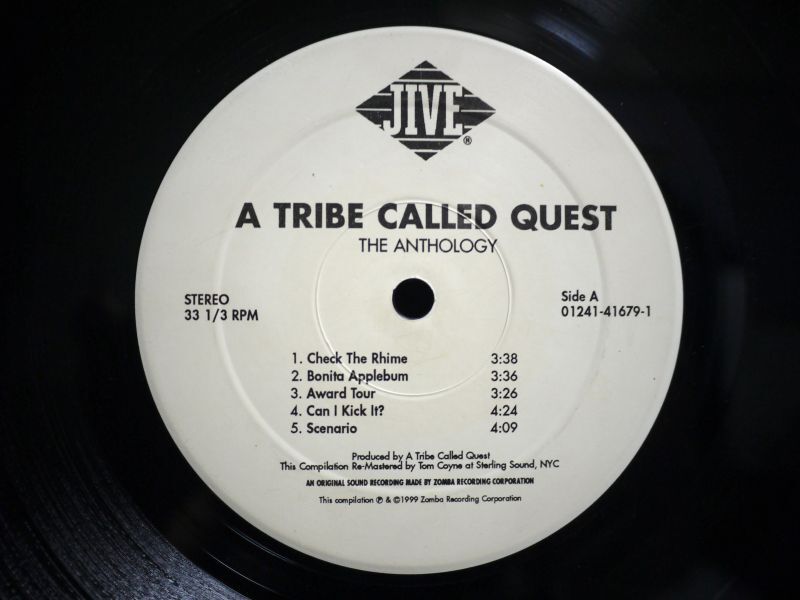 JIVE®
A TRIBE CALLED QUEST
THE ANTHOLOGY
STEREO
33 1/3 RPM
Side A
01241-41679-1
1. Check The Rhime 3:38
2. Bonita Applebum 3:36
3. Award Tour 3:26
4. Can I Kick It? 4:24
5. Scenario 4:09
Produced by A Tribe Called Quest
This Compilation Re-Mastered by Tom Coyne at Sterling Sound, NYC
AN ORIGINAL SOUND RECORDING MADE BY ZOMBA RECORDING CORPORATION
This compilation ℗ & ©1999 Zomba Recording Corporation